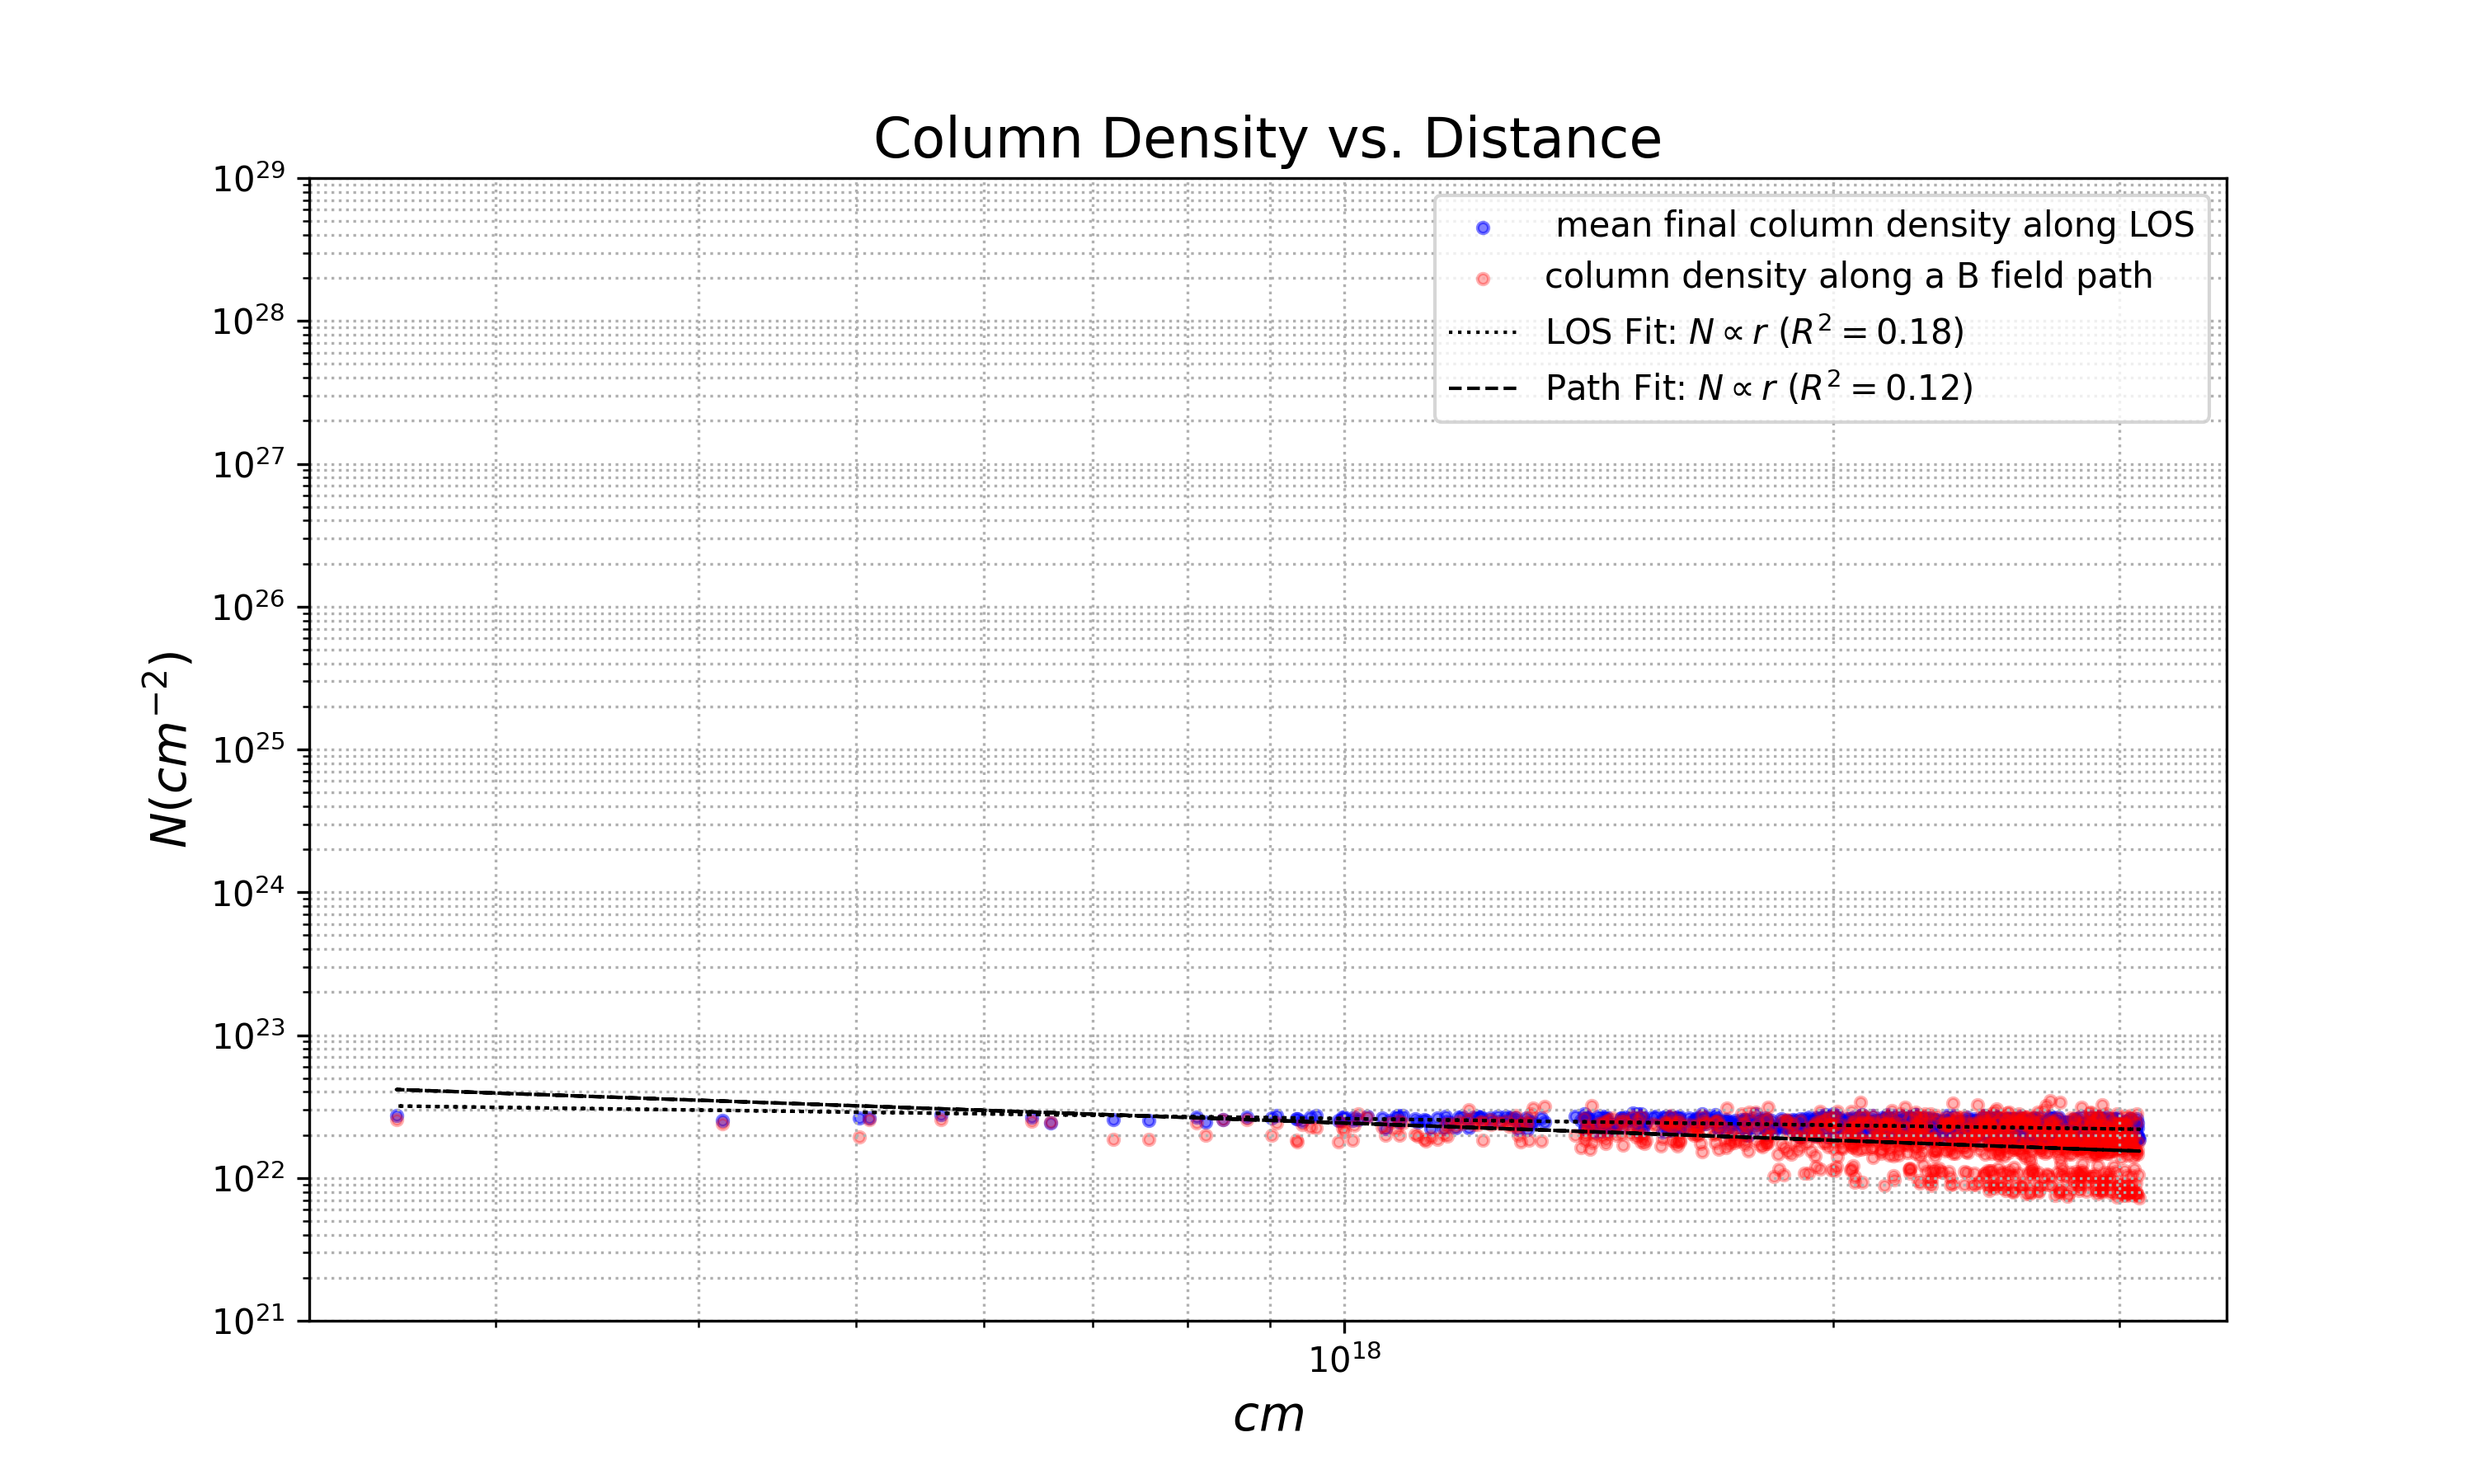 Column Density vs. Distance
mean final column density along LOS
column density along a B field path
LOS Fit: $N \propto r$ ($R^2 = 0.18$)
Path Fit: $N \propto r$ ($R^2 = 0.12$)
$N(cm^{-2})$
$10^{29}$
$10^{28}$
$10^{27}$
$10^{26}$
$10^{25}$
$10^{24}$
$10^{23}$
$10^{22}$
$10^{21}$
$10^{18}$
$cm$